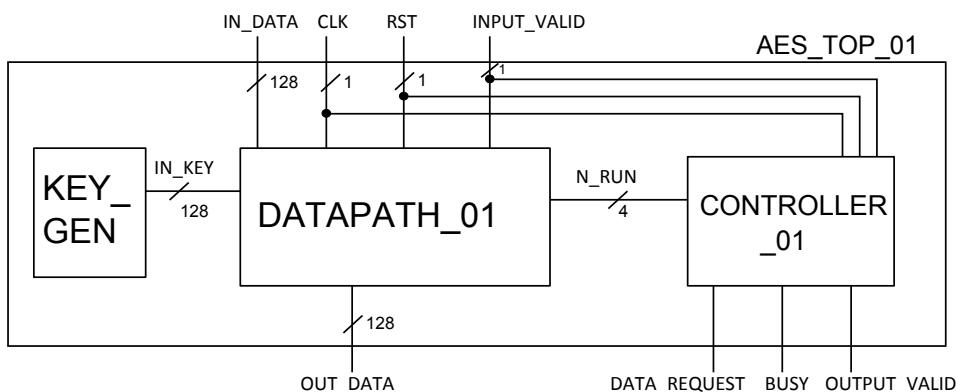 IN_DATA CLK RST INPUT_VALID
AES_TOP_01
128 1 1 1
KEY_
GEN
IN_KEY
128
DATAPATH_01
N_RUN
4
CONTROLLER
_01
128
OUT_DATA DATA_REQUEST BUSY OUTPUT_VALID